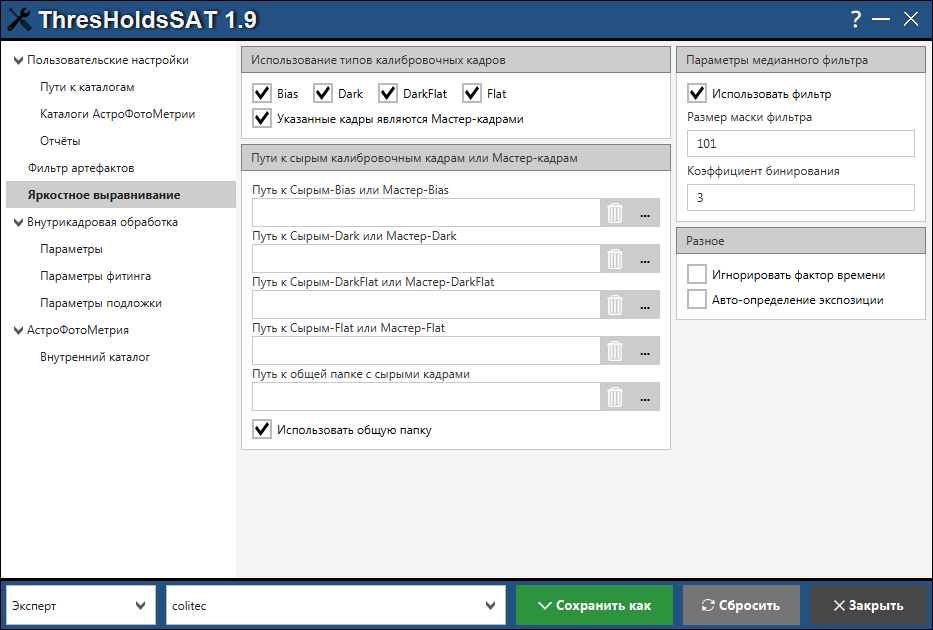 ThresHoldsSAT 1.9
?
Пользовательские настройки
Пути к каталогам
Каталоги АстроФотоМетрии
Отчёты
Фильтр артефактов
Яркостное выравнивание
Внутрикадровая обработка
Параметры
Параметры фитинга
Параметры подложки
АстроФотоМетрия
Внутренний каталог
Использование типов калибровочных кадров
Bias Dark DarkFlat Flat
Указанные кадры являются Мастер-кадрами
Пути к сырым калибровочным кадрам или Мастер-кадрам
Путь к Сырым-Bias или Мастер-Bias
...
Путь к Сырым-Dark или Мастер-Dark
...
Путь к Сырым-DarkFlat или Мастер-DarkFlat
...
Путь к Сырым-Flat или Мастер-Flat
...
Путь к общей папке с сырыми кадрами
...
Использовать общую папку
Параметры медианного фильтра
Использовать фильтр
Размер маски фильтра
101
Коэффициент бинирования
3
Разное
Игнорировать фактор времени
Авто-определение экспозиции
Эксперт
colitec
Сохранить как
Сбросить
Закрыть